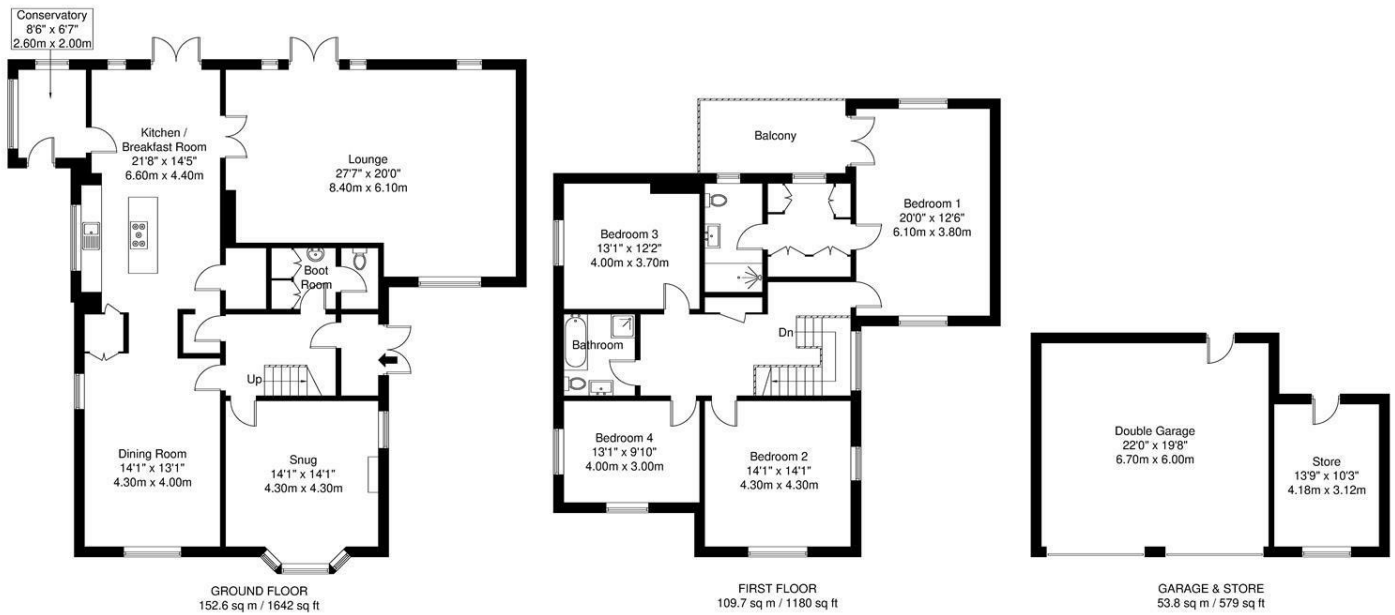 Conservatory
8'6" x 6'7"
2.60m x 2.00m
Kitchen /
Breakfast Room
21'8" x 14'5"
6.60m x 4.40m
Lounge
27'7" x 20'0"
8.40m x 6.10m
Boot
Room
Up
Dining Room
14'1" x 13'1"
4.30m x 4.00m
Snug
14'1" x 14'1"
4.30m x 4.30m
GROUND FLOOR
152.6 sq m / 1642 sq ft
Balcony
Bedroom 1
20'0" x 12'6"
6.10m x 3.80m
Bedroom 3
13'1" x 12'2"
4.00m x 3.70m
Dn
Bathroom
Bedroom 4
13'1" x 9'10"
4.00m x 3.00m
Bedroom 2
14'1" x 14'1"
4.30m x 4.30m
FIRST FLOOR
109.7 sq m / 1180 sq ft
Double Garage
22'0" x 19'8"
6.70m x 6.00m
Store
13'9" x 10'3"
4.18m x 3.12m
GARAGE & STORE
53.8 sq m / 579 sq ft